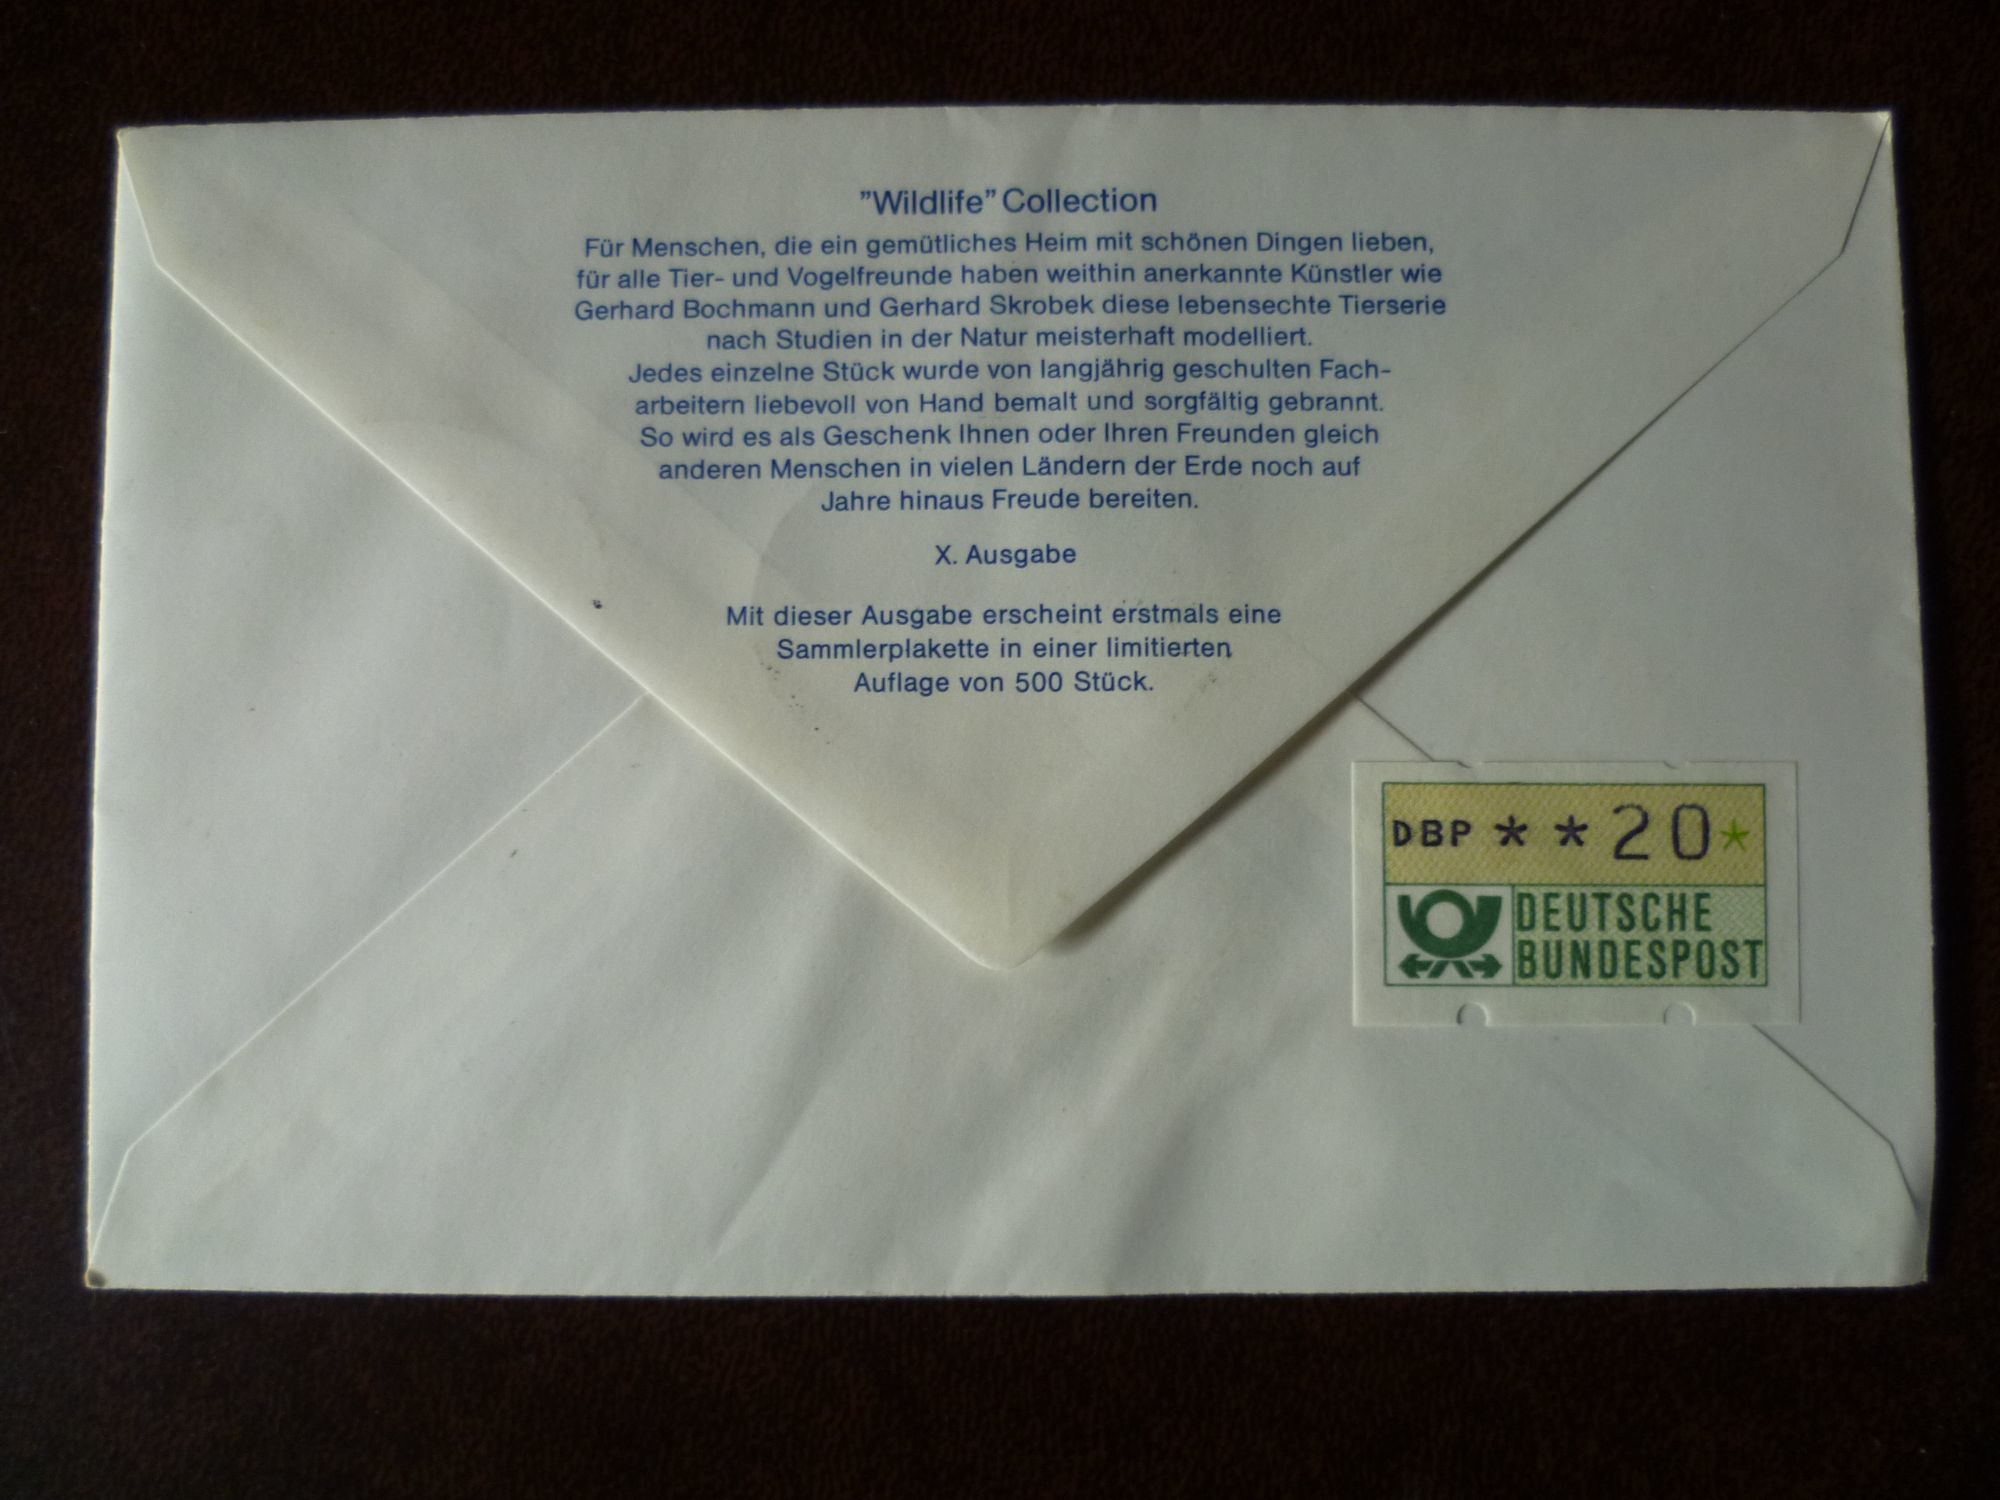 "Wildlife" Collection
Für Menschen, die ein gemütliches Heim mit schönen Dingen lieben,
für alle Tier- und Vogelfreunde haben weithin anerkannte Künstler wie
Gerhard Bochmann und Gerhard Skrobek diese lebensechte Tierserie
nach Studien in der Natur meisterhaft modelliert.
Jedes einzelne Stück wurde von langjährig geschulten Fach-
arbeitern liebevoll von Hand bemalt und sorgfältig gebrannt.
So wird es als Geschenk Ihnen oder Ihren Freunden gleich
anderen Menschen in vielen Ländern der Erde noch auf
Jahre hinaus Freude bereiten.
X. Ausgabe
Mit dieser Ausgabe erscheint erstmals eine
Sammlerplakette in einer limitierten
Auflage von 500 Stück.
DBP * * 20 *
DEUTSCHE
BUNDESPOST